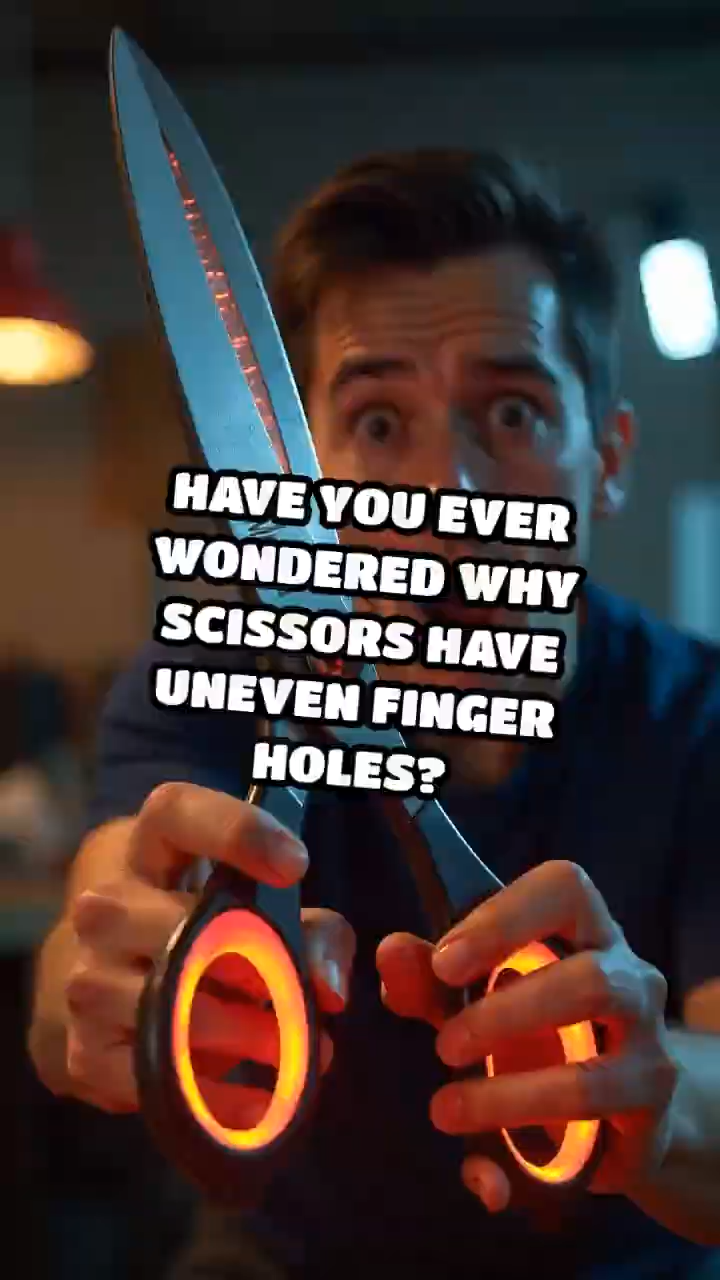 HAVE YOU EVER
WONDERED WHY
SCISSORS HAVE
UNEVEN FINGER
HOLES?